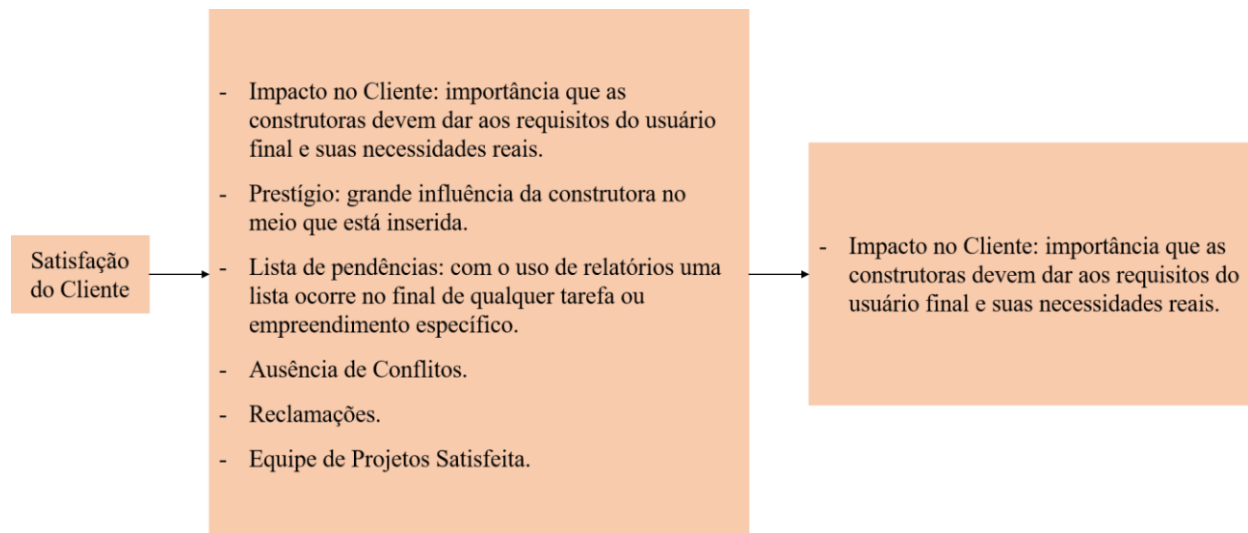 Satisfação
do Cliente
- Impacto no Cliente: importância que as
construtoras devem dar aos requisitos do usuário
final e suas necessidades reais.
- Prestígio: grande influência da construtora no
meio que está inserida.
- Lista de pendências: com o uso de relatórios uma
lista ocorre no final de qualquer tarefa ou
empreendimento específico.
- Ausência de Conflitos.
- Reclamações.
- Equipe de Projetos Satisfeita.
- Impacto no Cliente: importância que as
construtoras devem dar aos requisitos do
usuário final e suas necessidades reais.